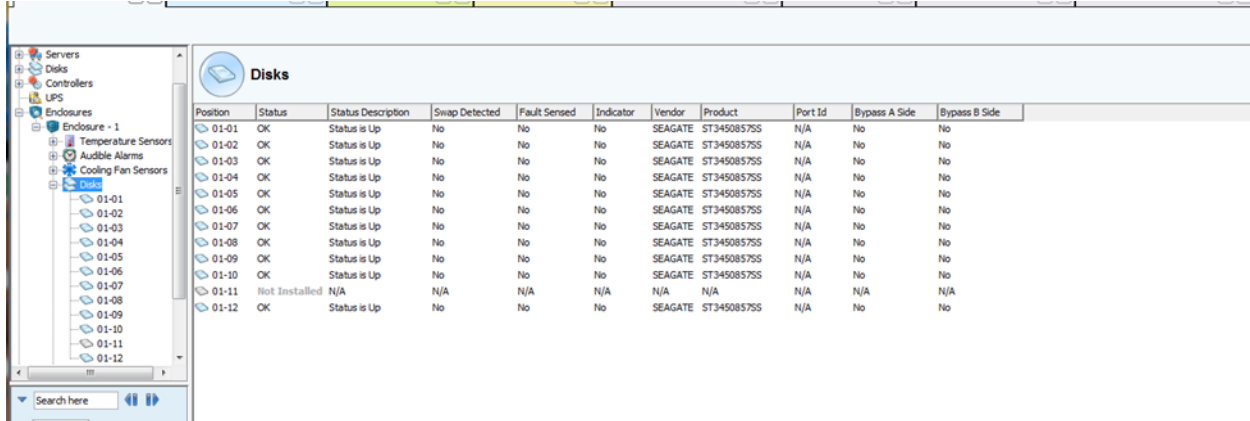 Servers
Disks
Controllers
UPS
Enclosures
Enclosure - 1
Temperature Sensors
Audible Alarms
Cooling Fan Sensors
Disks
01-01
01-02
01-03
01-04
01-05
01-06
01-07
01-08
01-09
01-10
01-11
01-12
Search here
Disks
Position Status Status Description Swap Detected Fault Sensed Indicator Vendor Product Port Id Bypass A Side Bypass B Side
01-01 OK Status is Up No No No SEAGATE ST3450857SS N/A No No
01-02 OK Status is Up No No No SEAGATE ST3450857SS N/A No No
01-03 OK Status is Up No No No SEAGATE ST3450857SS N/A No No
01-04 OK Status is Up No No No SEAGATE ST3450857SS N/A No No
01-05 OK Status is Up No No No SEAGATE ST3450857SS N/A No No
01-06 OK Status is Up No No No SEAGATE ST3450857SS N/A No No
01-07 OK Status is Up No No No SEAGATE ST3450857SS N/A No No
01-08 OK Status is Up No No No SEAGATE ST3450857SS N/A No No
01-09 OK Status is Up No No No SEAGATE ST3450857SS N/A No No
01-10 OK Status is Up No No No SEAGATE ST3450857SS N/A No No
01-11 Not Installed N/A N/A N/A N/A N/A N/A N/A N/A N/A
01-12 OK Status is Up No No No SEAGATE ST3450857SS N/A No No